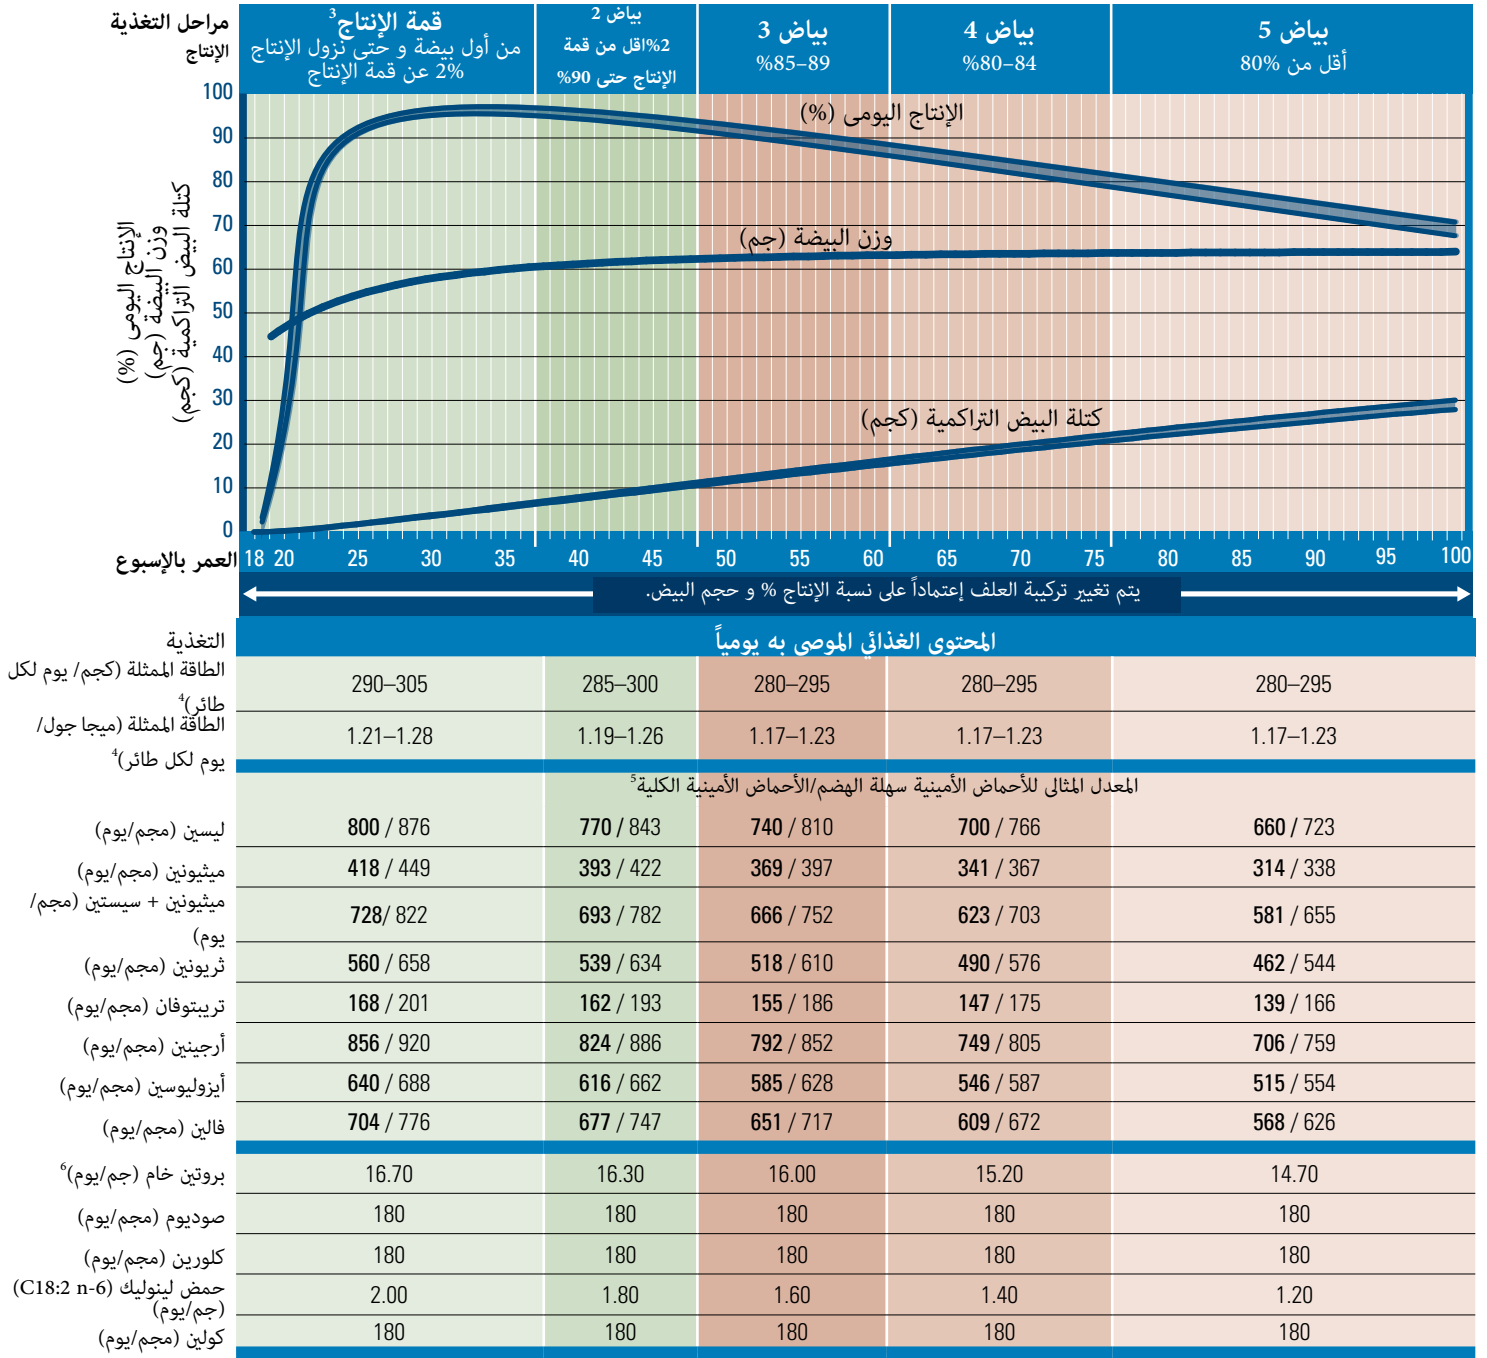 مراحل التغذية
الإنتاج
قمة الإنتاج³
من أول بيضة و حتى نزول الإنتاج
2% عن قمة الإنتاج
بياض 2
2%اقل من قمة
الإنتاج حتى 90%
بياض 3
%85–89
بياض 4
%80–84
بياض 5
أقل من 80%
الإنتاج اليومى (%)
وزن البيضة (جم)
كتلة البيض التراكمية (كجم)
100
90
80
70
60
50
40
30
20
10
0
الإنتاج اليومى (%)
وزن البيضة (جم)
كتلة البيض التراكمية (كجم)
العمر بالإسبوع
18 20 25 30 35 40 45 50 55 60 65 70 75 80 85 90 95 100
يتم تغيير تركيبة العلف إعتماداً على نسبة الإنتاج % و حجم البيض.
التغذية
المحتوى الغذائي الموصى به يومياً
الطاقة الممثلة (كجم/ يوم لكل
طائر)⁴
290–305 285–300 280–295 280–295 280–295
الطاقة الممثلة (ميجا جول/
يوم لكل طائر)⁴
1.21–1.28 1.19–1.26 1.17–1.23 1.17–1.23 1.17–1.23
المعدل المثالى للأحماض الأمينية سهلة الهضم/الأحماض الأمينية الكلية⁵
ليسين (مجم/يوم) 800 / 876 770 / 843 740 / 810 700 / 766 660 / 723
ميثيونين (مجم/يوم) 418 / 449 393 / 422 369 / 397 341 / 367 314 / 338
ميثيونين + سيستين (مجم/
يوم)
728/ 822 693 / 782 666 / 752 623 / 703 581 / 655
ثريونين (مجم/يوم) 560 / 658 539 / 634 518 / 610 490 / 576 462 / 544
تريبتوفان (مجم/يوم) 168 / 201 162 / 193 155 / 186 147 / 175 139 / 166
أرجينين (مجم/يوم) 856 / 920 824 / 886 792 / 852 749 / 805 706 / 759
أيزوليوسين (مجم/يوم) 640 / 688 616 / 662 585 / 628 546 / 587 515 / 554
فالين (مجم/يوم) 704 / 776 677 / 747 651 / 717 609 / 672 568 / 626
بروتين خام (جم/يوم)⁶ 16.70 16.30 16.00 15.20 14.70
صوديوم (مجم/يوم) 180 180 180 180 180
كلورين (مجم/يوم) 180 180 180 180 180
حمض لينوليك (C18:2 n-6)
(جم/يوم)
2.00 1.80 1.60 1.40 1.20
كولين (مجم/يوم) 180 180 180 180 180